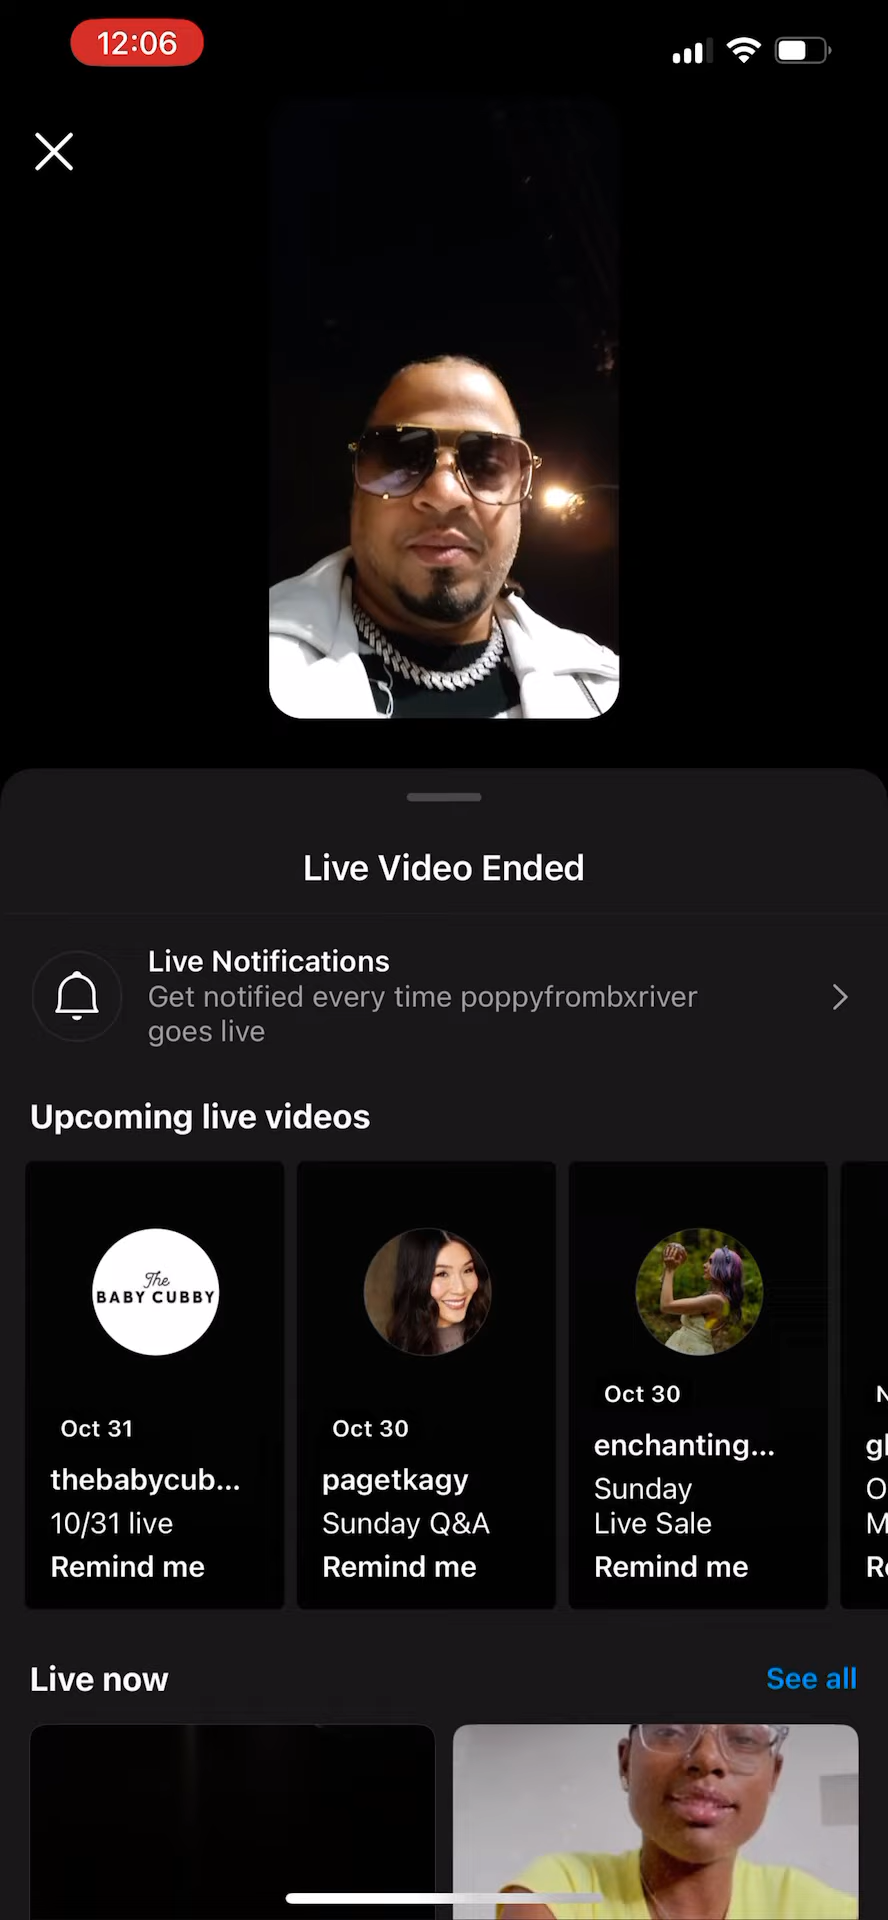 12:06
Live Video Ended
Live Notifications
Get notified every time poppyfrombxriver
goes live
Upcoming live videos
The
BABY CUBBY
Oct 31
thebabycub...
10/31 live
Remind me
Oct 30
pagetkagy
Sunday Q&A
Remind me
Oct 30
enchanting...
Sunday
Live Sale
Remind me
Live now
See all